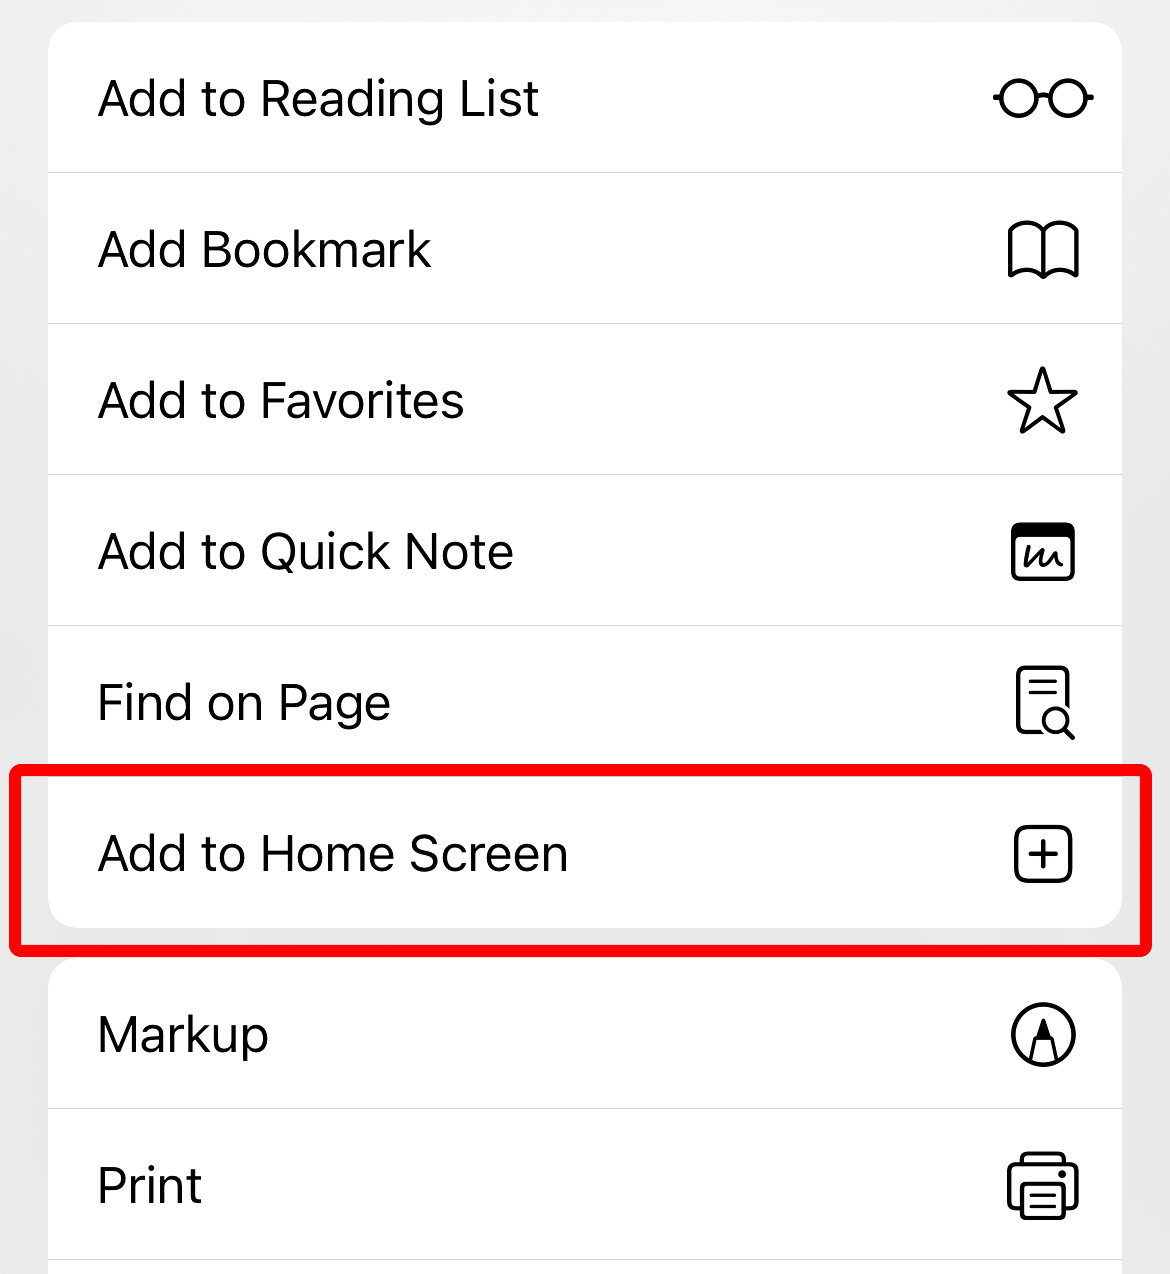 Add to Reading List
Add Bookmark
Add to Favorites
Add to Quick Note
Find on Page
Add to Home Screen
Markup
Print